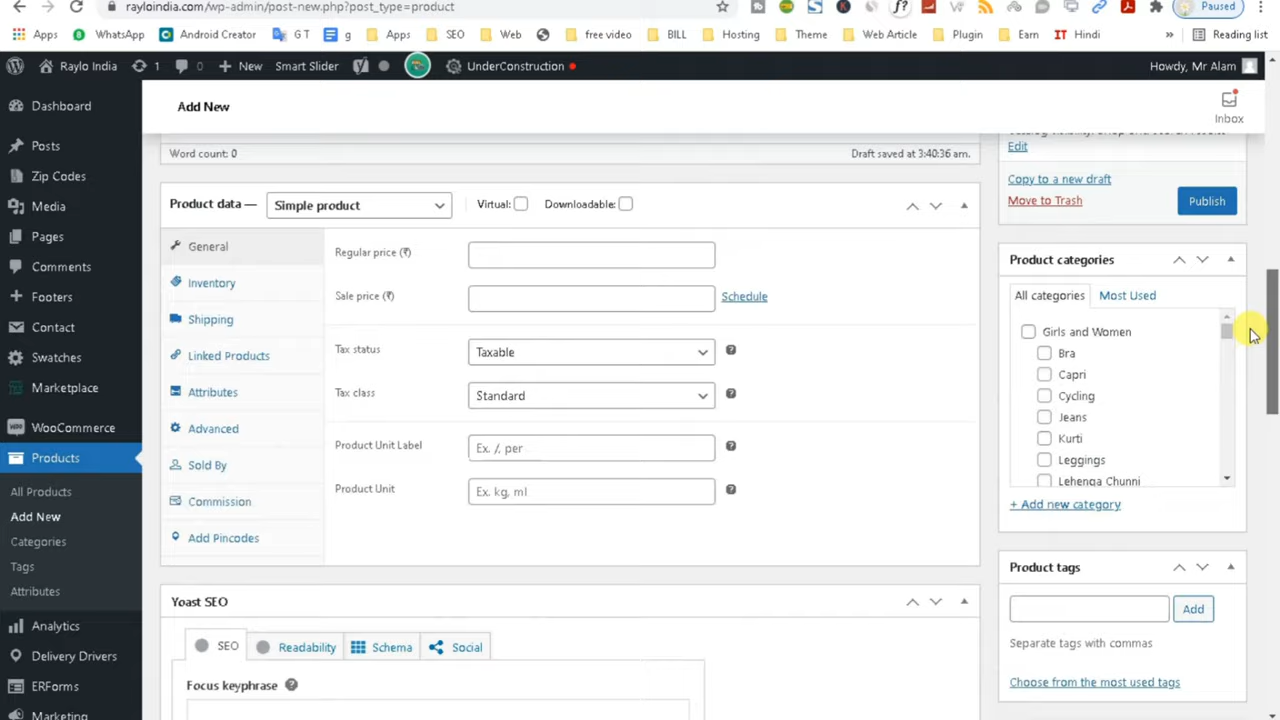 rayloindia.com/wp-admin/post-new.php?post_type=product
Paused
Apps WhatsApp Android Creator G T g Apps SEO Web free video BILL Hosting Theme Web Article Plugin Earn IT Hindi » Reading list
Raylo India 1 0 New Smart Slider UnderConstruction Howdy, Mr Alam
Dashboard
Posts
Zip Codes
Media
Pages
Comments
Footers
Contact
Swatches
Marketplace
WooCommerce
Products
All Products
Add New
Categories
Tags
Attributes
Analytics
Delivery Drivers
ERForms
Marketing
Add New
Inbox
Word count: 0
Draft saved at 3:40:36 am.
Product data — Simple product Virtual: Downloadable:
General
Inventory
Shipping
Linked Products
Attributes
Advanced
Sold By
Commission
Add Pincodes
Regular price (₹)
Sale price (₹) Schedule
Tax status Taxable
Tax class Standard
Product Unit Label Ex. /, per
Product Unit Ex. kg, ml
Yoast SEO
SEO Readability Schema Social
Focus keyphrase
Edit
Copy to a new draft
Move to Trash Publish
Product categories
All categories Most Used
Girls and Women
Bra
Capri
Cycling
Jeans
Kurti
Leggings
Lehenga Chunni
+ Add new category
Product tags
Add
Separate tags with commas
Choose from the most used tags